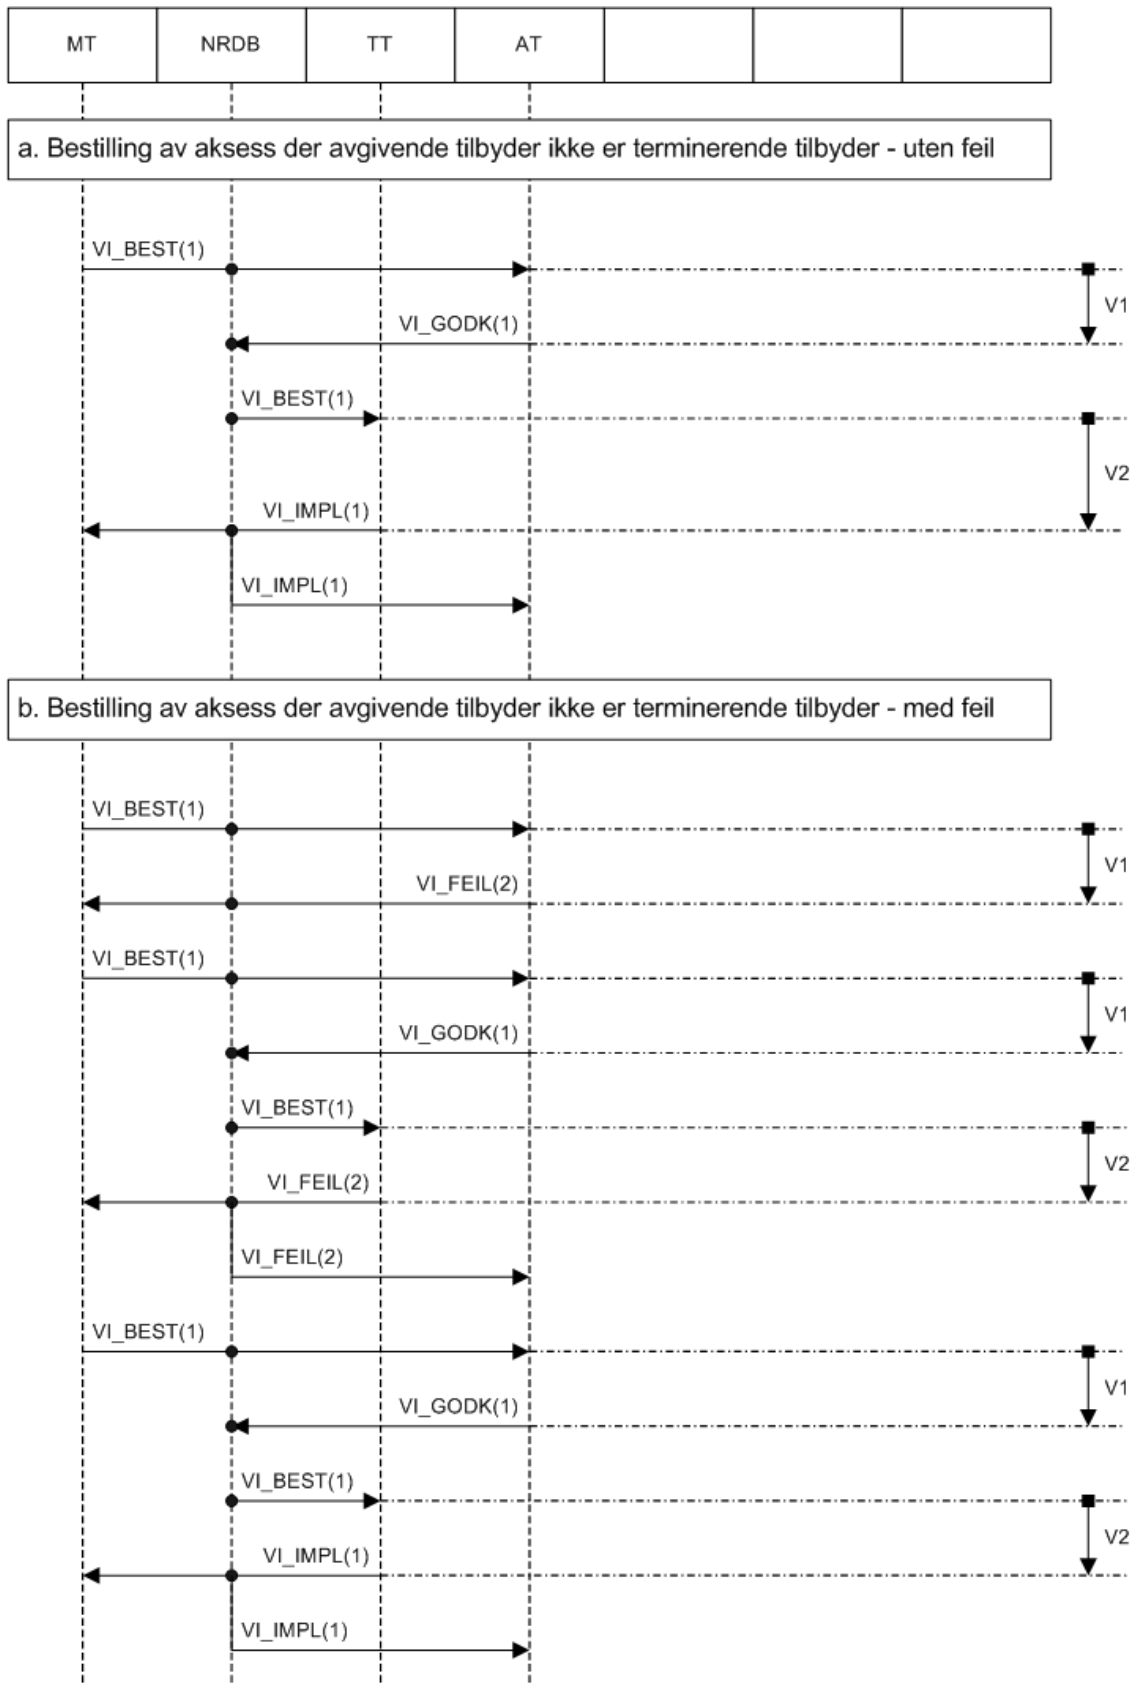 MT NRDB TT AT
a. Bestilling av aksess der avgivende tilbyder ikke er terminerende tilbyder - uten feil
VI_BEST(1)
V1
VI_GODK(1)
VI_BEST(1)
V2
VI_IMPL(1)
VI_IMPL(1)
b. Bestilling av aksess der avgivende tilbyder ikke er terminerende tilbyder - med feil
VI_BEST(1)
V1
VI_FEIL(2)
VI_BEST(1)
V1
VI_GODK(1)
VI_BEST(1)
V2
VI_FEIL(2)
VI_FEIL(2)
VI_BEST(1)
V1
VI_GODK(1)
VI_BEST(1)
V2
VI_IMPL(1)
VI_IMPL(1)